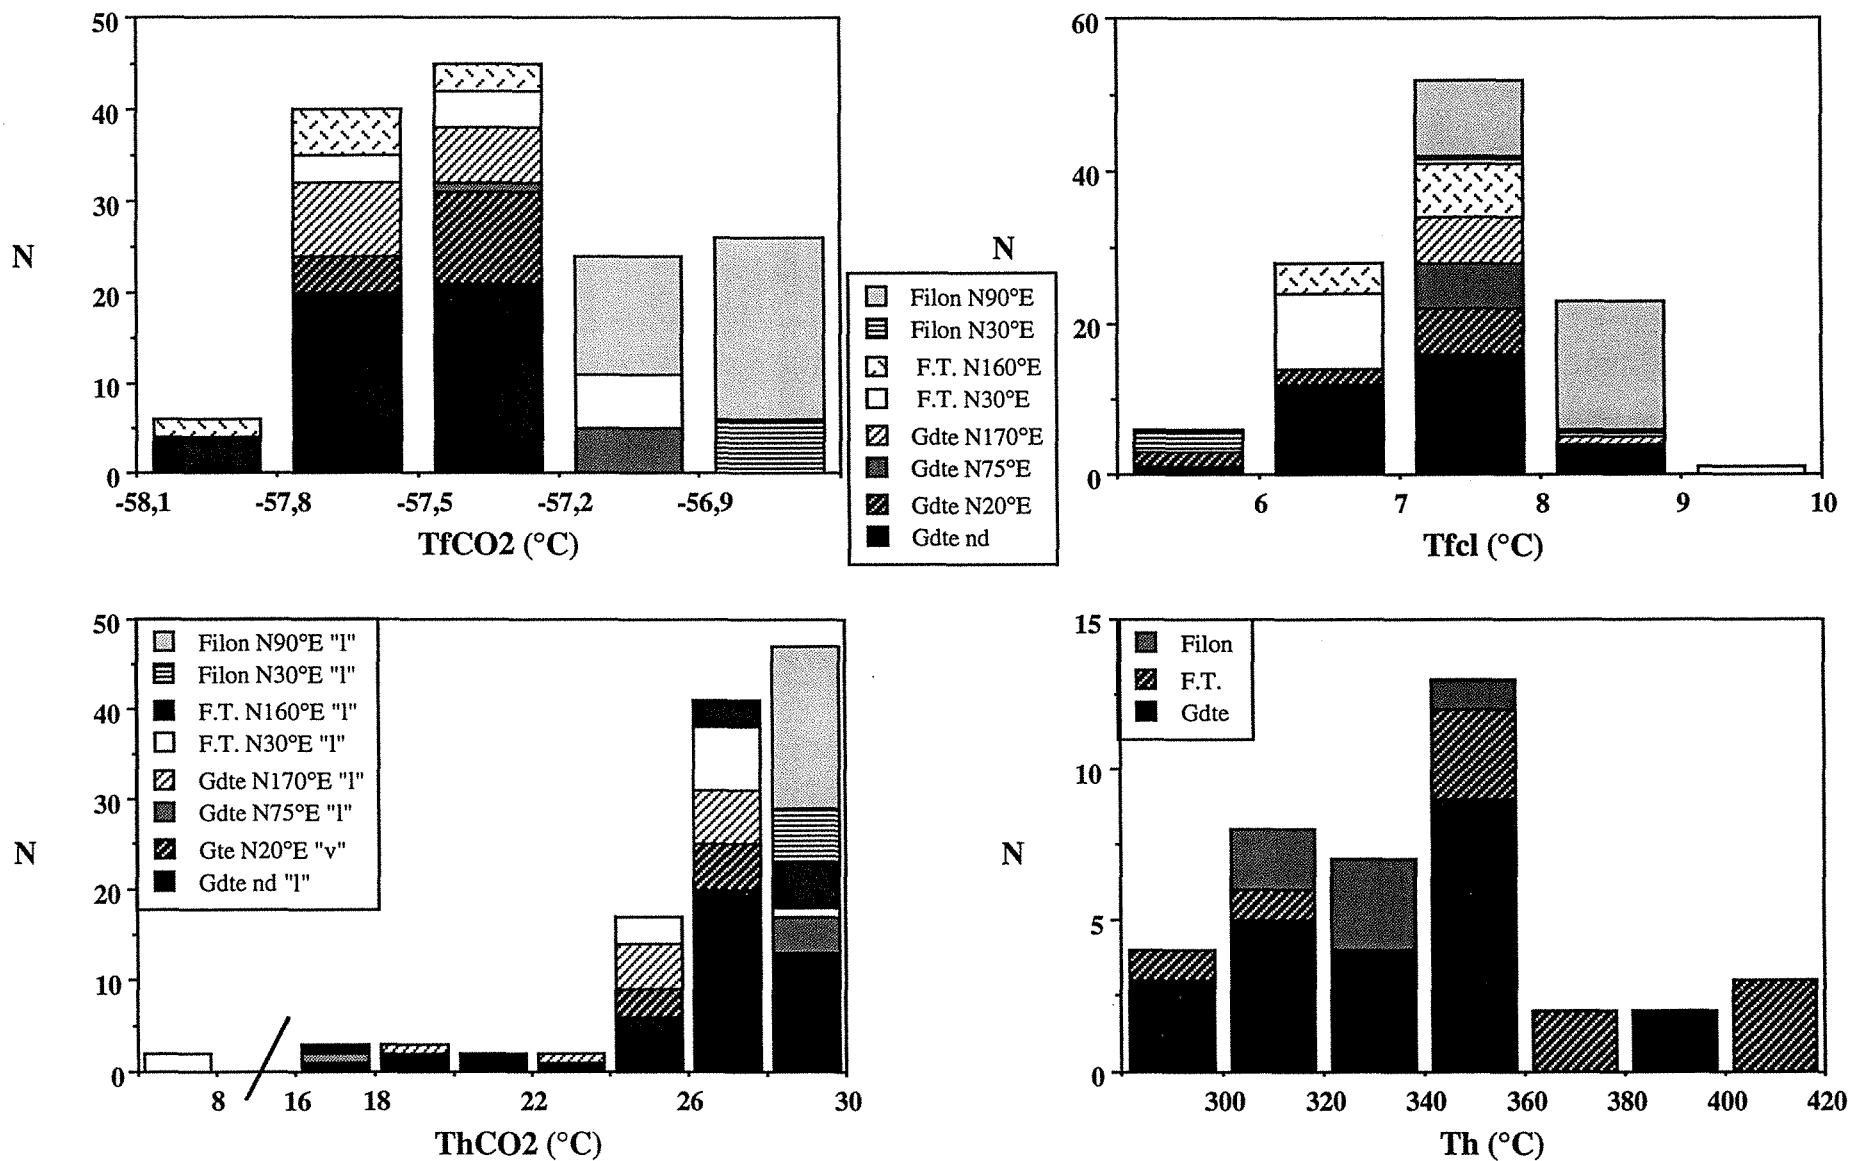 50
40
30
20
10
0
N
-58,1 -57,8 -57,5 -57,2 -56,9
TfCO2 (°C)
Filon N90°E
Filon N30°E
F.T. N160°E
F.T. N30°E
Gdte N170°E
Gdte N75°E
Gdte N20°E
Gdte nd
60
40
20
0
N
6 7 8 9 10
Tfcl (°C)
50
40
30
20
10
0
N
Filon N90°E "l"
Filon N30°E "l"
F.T. N160°E "l"
F.T. N30°E "l"
Gdte N170°E "l"
Gdte N75°E "l"
Gte N20°E "v"
Gdte nd "l"
8 16 18 22 26 30
ThCO2 (°C)
15
10
5
0
N
Filon
F.T.
Gdte
300 320 340 360 380 400 420
Th (°C)